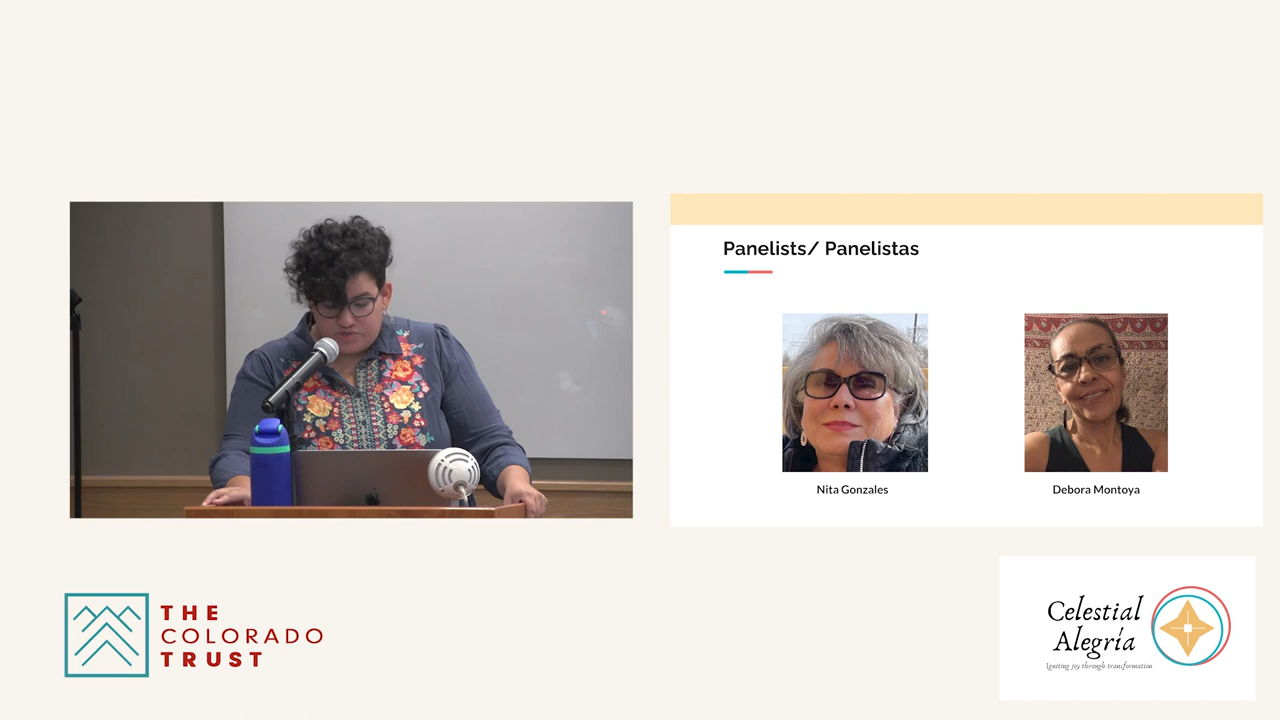 Panelists/ Panelistas
Nita Gonzales
Debora Montoya
THE
COLORADO
TRUST
Celestial
Alegría
Igniting joy through transformation